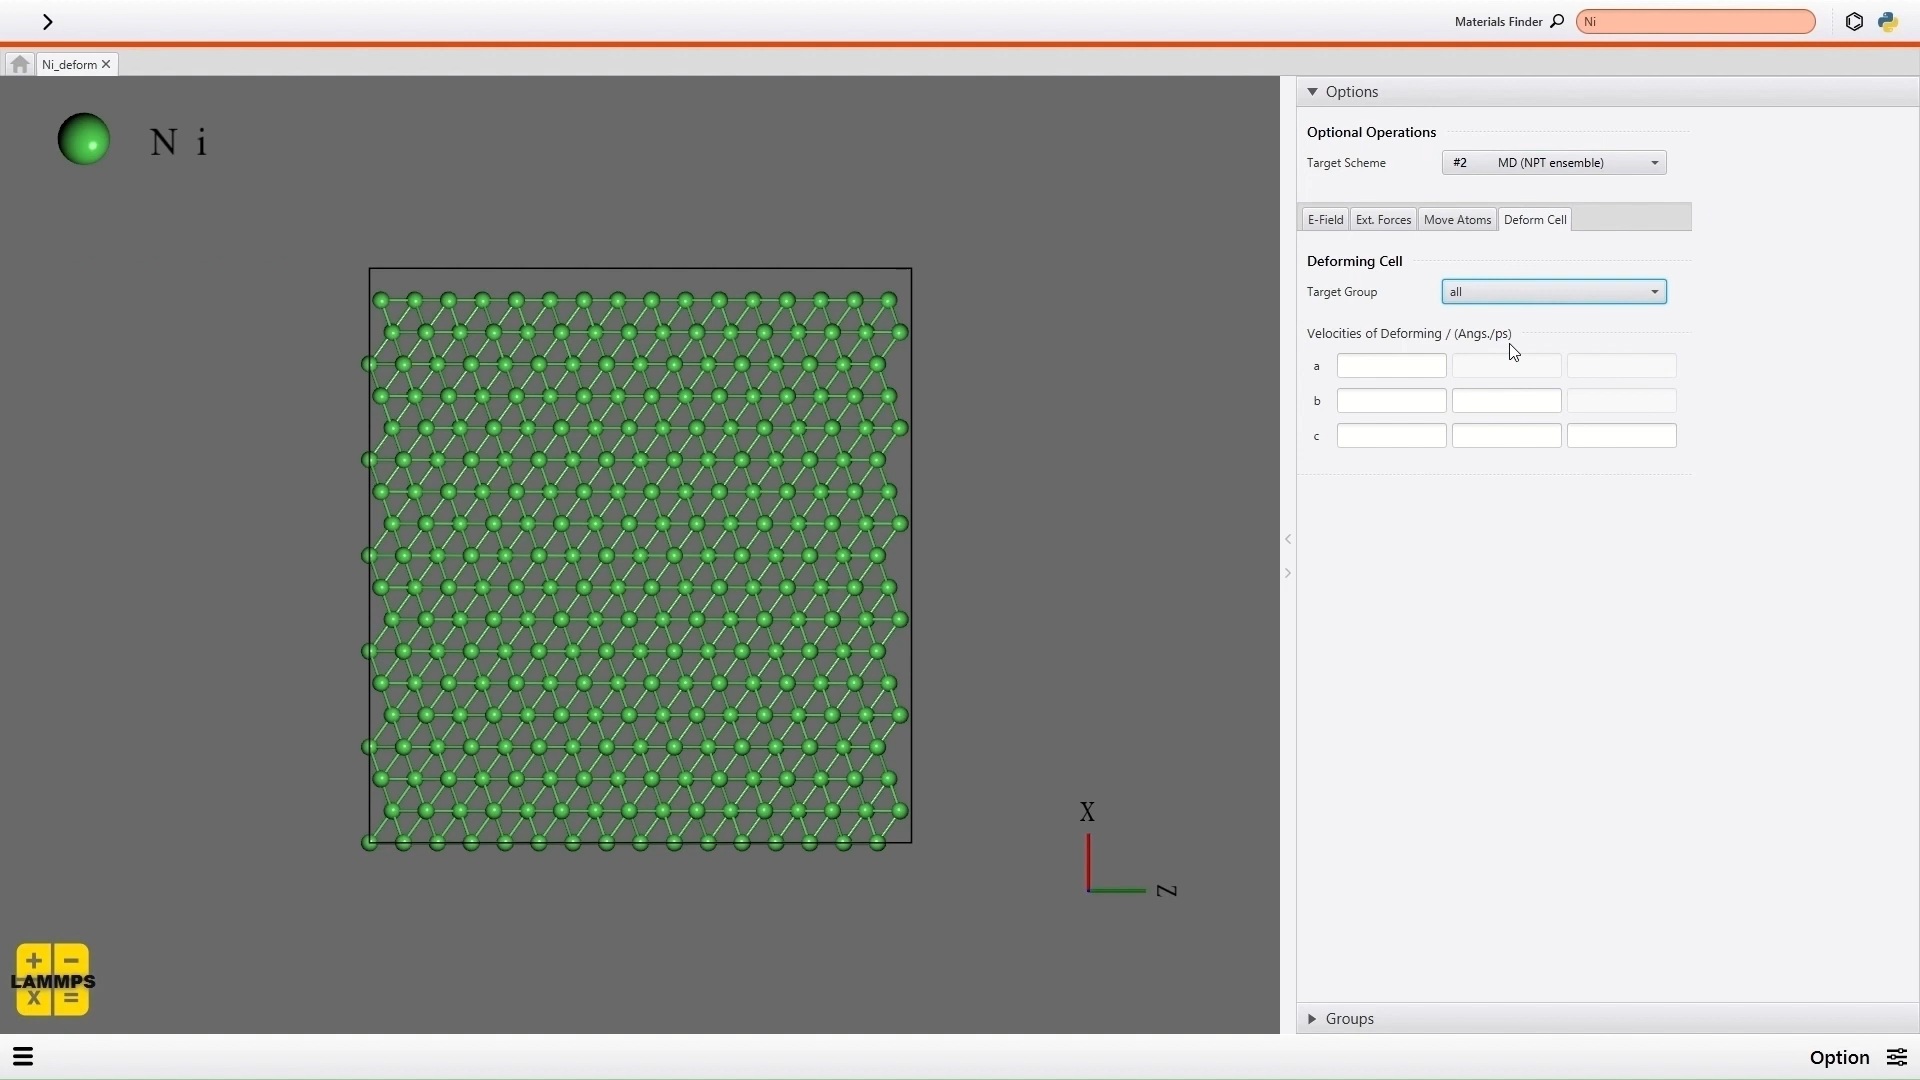 Materials Finder
Ni
Ni_deform
N i
Options
Optional Operations
Target Scheme
#2 MD (NPT ensemble)
E-Field
Ext. Forces
Move Atoms
Deform Cell
Deforming Cell
Target Group
all
Velocities of Deforming / (Angs./ps)
a
b
c
X
Z
+ −
LAMMPS
X =
Groups
Option